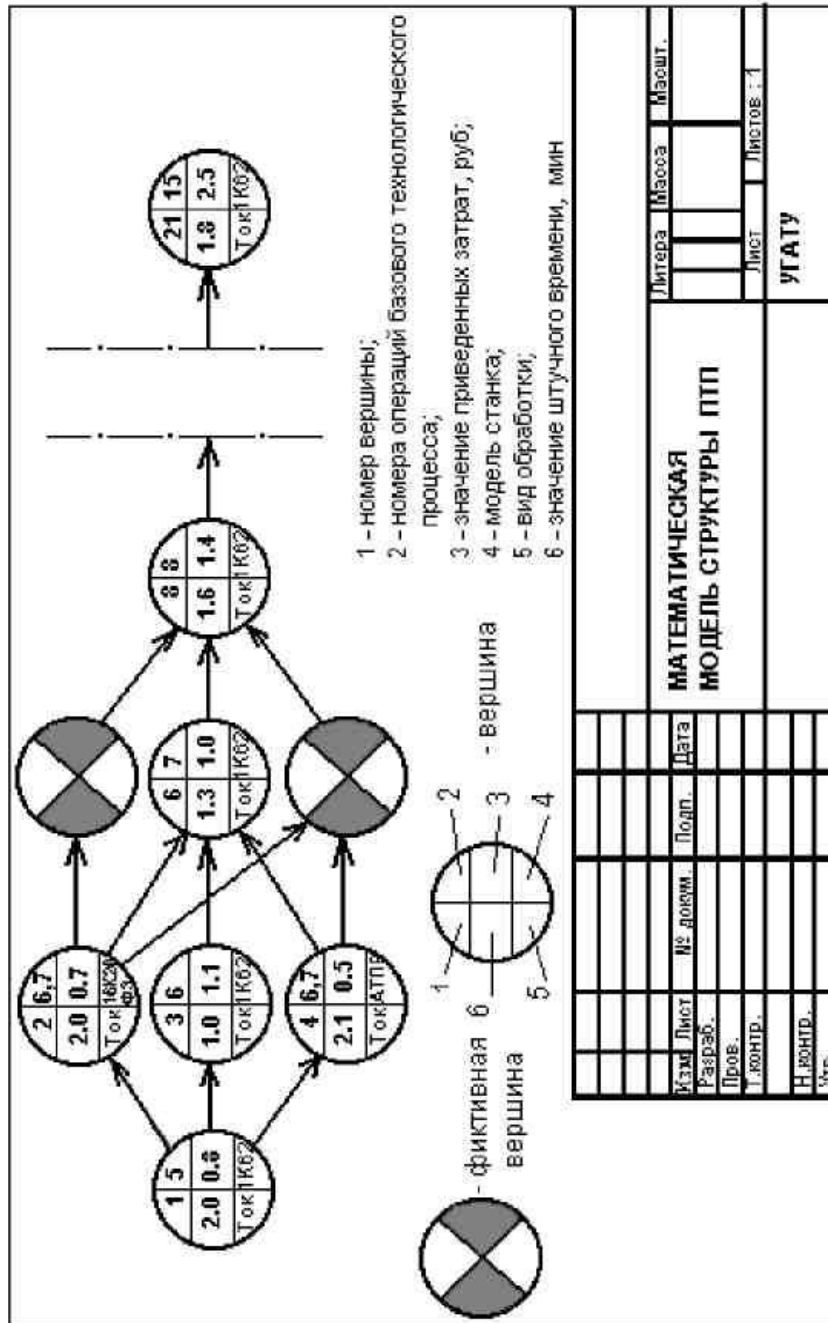 1 5
2.0 0.8
Ток 1К62
2 6,7
2.0 0.7
Ток 16К20 Ф3
3 6
1.0 1.1
Ток 1К62
4 6,7
2.1 0.5
Ток АТПВ
6 7
1.3 1.0
Ток 1К62
8 8
1.6 1.4
Ток 1К62
21 15
1.8 2.5
Ток 1К62
- фиктивная
вершина
1
2
3
4
5
6
- вершина
1 - номер вершины;
2 - номера операций базового технологического
процесса;
3 - значение приведенных затрат, руб;
4 - модель станка;
5 - вид обработки;
6 - значение штучного времени, мин
Изм Лист № докум. Подп. Дата
Разраб.
Пров.
Т.контр.
Н.контр.
Утв.
МАТЕМАТИЧЕСКАЯ
МОДЕЛЬ СТРУКТУРЫ ПТП
Литера Масса Масшт.
Лист Листов : 1
УГАТУ